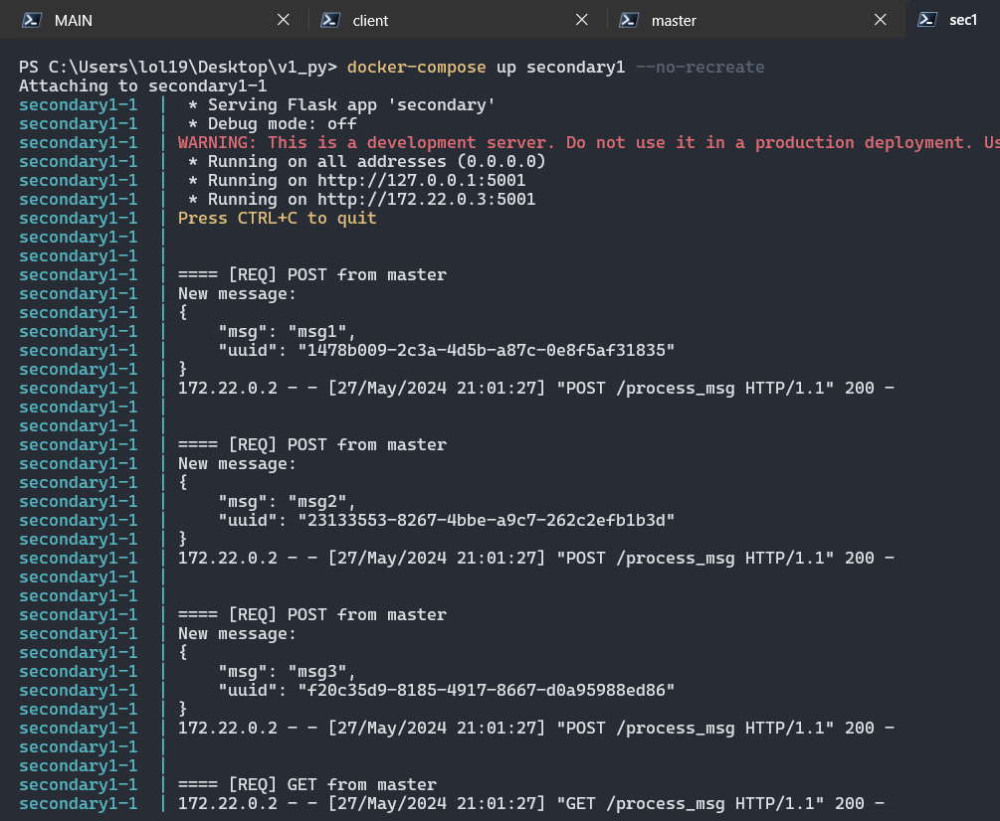 MAIN
client
master
sec1
PS C:\Users\lol19\Desktop\v1_py> docker-compose up secondary1 --no-recreate
Attaching to secondary1-1
secondary1-1  |  * Serving Flask app 'secondary'
secondary1-1  |  * Debug mode: off
secondary1-1  | WARNING: This is a development server. Do not use it in a production deployment. Us
secondary1-1  |  * Running on all addresses (0.0.0.0)
secondary1-1  |  * Running on http://127.0.0.1:5001
secondary1-1  |  * Running on http://172.22.0.3:5001
secondary1-1  | Press CTRL+C to quit
secondary1-1  |
secondary1-1  |
secondary1-1  | ==== [REQ] POST from master
secondary1-1  | New message:
secondary1-1  | {
secondary1-1  |     "msg": "msg1",
secondary1-1  |     "uuid": "1478b009-2c3a-4d5b-a87c-0e8f5af31835"
secondary1-1  | }
secondary1-1  | 172.22.0.2 - - [27/May/2024 21:01:27] "POST /process_msg HTTP/1.1" 200 -
secondary1-1  |
secondary1-1  |
secondary1-1  | ==== [REQ] POST from master
secondary1-1  | New message:
secondary1-1  | {
secondary1-1  |     "msg": "msg2",
secondary1-1  |     "uuid": "23133553-8267-4bbe-a9c7-262c2efb1b3d"
secondary1-1  | }
secondary1-1  | 172.22.0.2 - - [27/May/2024 21:01:27] "POST /process_msg HTTP/1.1" 200 -
secondary1-1  |
secondary1-1  |
secondary1-1  | ==== [REQ] POST from master
secondary1-1  | New message:
secondary1-1  | {
secondary1-1  |     "msg": "msg3",
secondary1-1  |     "uuid": "f20c35d9-8185-4917-8667-d0a95988ed86"
secondary1-1  | }
secondary1-1  | 172.22.0.2 - - [27/May/2024 21:01:27] "POST /process_msg HTTP/1.1" 200 -
secondary1-1  |
secondary1-1  |
secondary1-1  | ==== [REQ] GET from master
secondary1-1  | 172.22.0.2 - - [27/May/2024 21:01:27] "GET /process_msg HTTP/1.1" 200 -